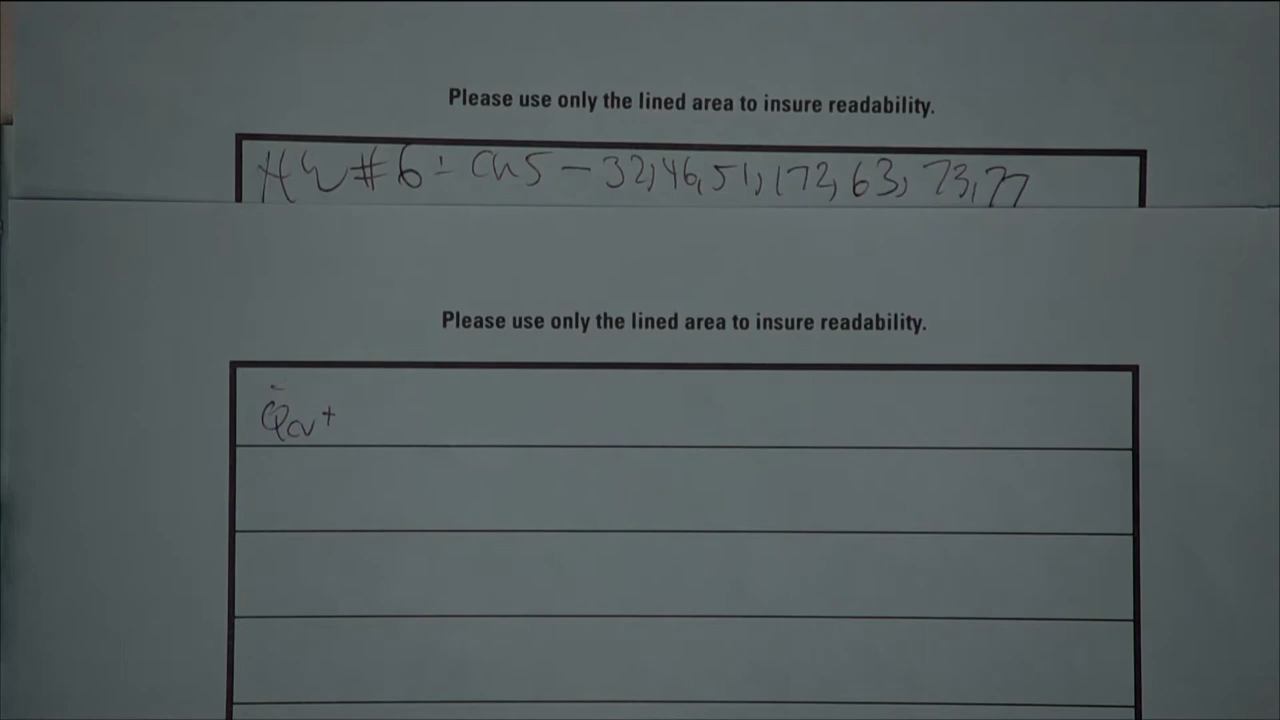 Please use only the lined area to insure readability.
HW #6 : Ch5 – 32, 46, 51, 172, 63, 73, 77
Please use only the lined area to insure readability.
Q̇cv +